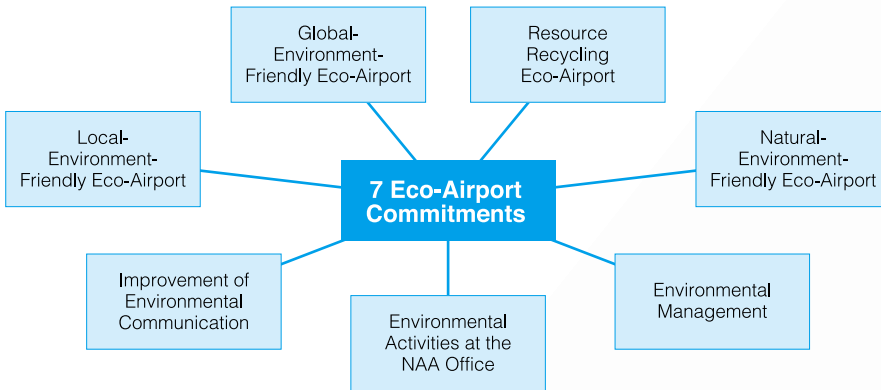 Global-
Environment-
Friendly Eco-Airport
Resource
Recycling
Eco-Airport
Local-
Environment-
Friendly Eco-Airport
Natural-
Environment-
Friendly Eco-Airport
7 Eco-Airport
Commitments
Improvement of
Environmental
Communication
Environmental
Activities at the
NAA Office
Environmental
Management